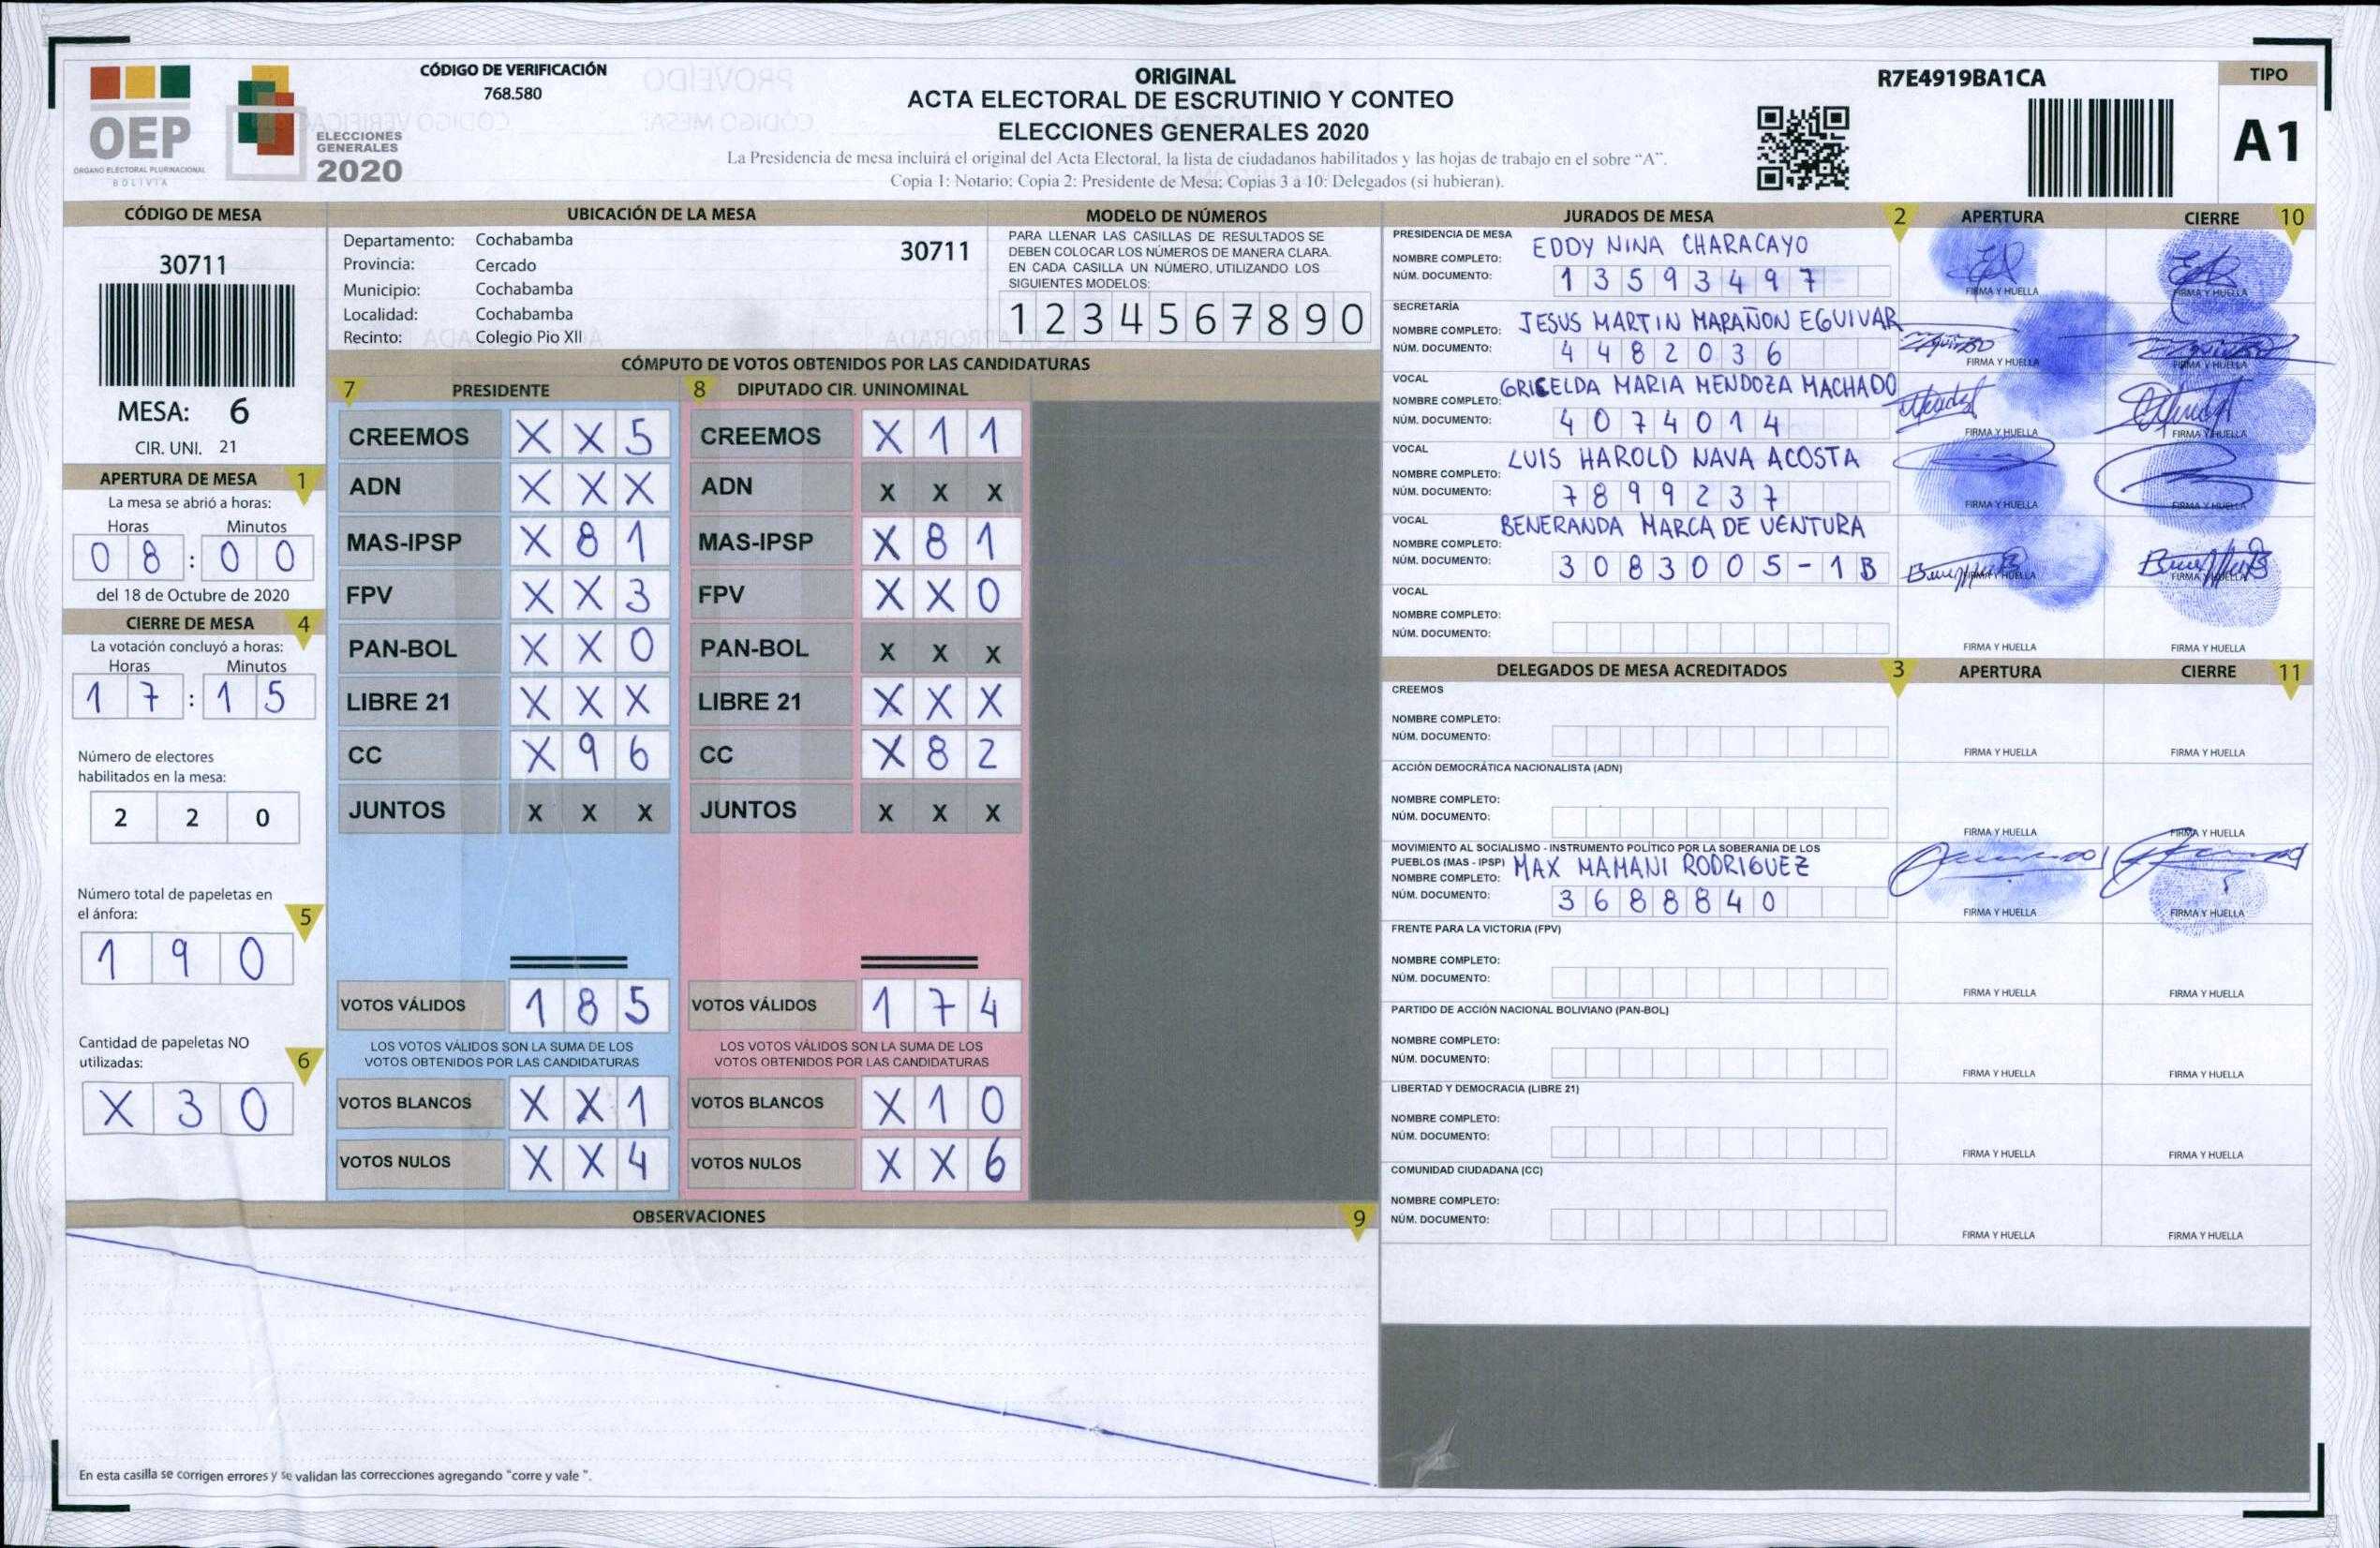 OEP
ÓRGANO ELECTORAL PLURINACIONAL
BOLIVIA
ELECCIONES
GENERALES
2020
CÓDIGO DE VERIFICACIÓN
768.580
ORIGINAL
ACTA ELECTORAL DE ESCRUTINIO Y CONTEO
ELECCIONES GENERALES 2020
La Presidencia de mesa incluirá el original del Acta Electoral, la lista de ciudadanos habilitados y las hojas de trabajo en el sobre “A”.
Copia 1: Notario; Copia 2: Presidente de Mesa; Copias 3 a 10: Delegados (si hubieran).
R7E4919BA1CA
TIPO
A1
CÓDIGO DE MESA
30711
MESA: 6
CIR. UNI. 21
APERTURA DE MESA 1
La mesa se abrió a horas:
Horas Minutos
0 8 : 0 0
del 18 de Octubre de 2020
CIERRE DE MESA 4
La votación concluyó a horas:
Horas Minutos
1 7 : 1 5
Número de electores
habilitados en la mesa:
2 2 0
Número total de papeletas en
el ánfora: 5
1 9 0
Cantidad de papeletas NO
utilizadas: 6
X 3 0
UBICACIÓN DE LA MESA
Departamento: Cochabamba 30711
Provincia: Cercado
Municipio: Cochabamba
Localidad: Cochabamba
Recinto: Colegio Pio XII
MODELO DE NÚMEROS
PARA LLENAR LAS CASILLAS DE RESULTADOS SE
DEBEN COLOCAR LOS NÚMEROS DE MANERA CLARA.
EN CADA CASILLA UN NÚMERO, UTILIZANDO LOS
SIGUIENTES MODELOS:
1 2 3 4 5 6 7 8 9 0
CÓMPUTO DE VOTOS OBTENIDOS POR LAS CANDIDATURAS
7 PRESIDENTE 8 DIPUTADO CIR. UNINOMINAL
CREEMOS X X 5 CREEMOS X 1 1
ADN X X X ADN X X X
MAS-IPSP X 8 1 MAS-IPSP X 8 1
FPV X X 3 FPV X X 0
PAN-BOL X X 0 PAN-BOL X X X
LIBRE 21 X X X LIBRE 21 X X X
CC X 9 6 CC X 8 2
JUNTOS X X X JUNTOS X X X
VOTOS VÁLIDOS 1 8 5 VOTOS VÁLIDOS 1 7 4
LOS VOTOS VÁLIDOS SON LA SUMA DE LOS LOS VOTOS VÁLIDOS SON LA SUMA DE LOS
VOTOS OBTENIDOS POR LAS CANDIDATURAS VOTOS OBTENIDOS POR LAS CANDIDATURAS
VOTOS BLANCOS X X 1 VOTOS BLANCOS X 1 0
VOTOS NULOS X X 4 VOTOS NULOS X X 6
OBSERVACIONES 9
En esta casilla se corrigen errores y se validan las correcciones agregando "corre y vale ".
JURADOS DE MESA 2 APERTURA CIERRE 10
PRESIDENCIA DE MESA
NOMBRE COMPLETO: EDDY NINA CHARACAYO
NÚM. DOCUMENTO: 1 3 5 9 3 4 9 7
FIRMA Y HUELLA FIRMA Y HUELLA
SECRETARÍA
NOMBRE COMPLETO: JESUS MARTIN MARAÑON EGUIVAR
NÚM. DOCUMENTO: 4 4 8 2 0 3 6
FIRMA Y HUELLA FIRMA Y HUELLA
VOCAL
NOMBRE COMPLETO: GRISELDA MARIA MENDOZA MACHADO
NÚM. DOCUMENTO: 4 0 7 4 0 1 4
FIRMA Y HUELLA FIRMA Y HUELLA
VOCAL
NOMBRE COMPLETO: LUIS HAROLD NAVA ACOSTA
NÚM. DOCUMENTO: 7 8 9 9 2 3 7
FIRMA Y HUELLA FIRMA Y HUELLA
VOCAL
NOMBRE COMPLETO: BENERANDA MARCA DE VENTURA
NÚM. DOCUMENTO: 3 0 8 3 0 0 5 - 1 B
FIRMA Y HUELLA FIRMA Y HUELLA
VOCAL
NOMBRE COMPLETO:
NÚM. DOCUMENTO:
FIRMA Y HUELLA FIRMA Y HUELLA
DELEGADOS DE MESA ACREDITADOS 3 APERTURA CIERRE 11
CREEMOS
NOMBRE COMPLETO:
NÚM. DOCUMENTO:
FIRMA Y HUELLA FIRMA Y HUELLA
ACCIÓN DEMOCRÁTICA NACIONALISTA (ADN)
NOMBRE COMPLETO:
NÚM. DOCUMENTO:
FIRMA Y HUELLA FIRMA Y HUELLA
MOVIMIENTO AL SOCIALISMO - INSTRUMENTO POLÍTICO POR LA SOBERANIA DE LOS
PUEBLOS (MAS - IPSP)
NOMBRE COMPLETO: MAX MAMANI RODRIGUEZ
NÚM. DOCUMENTO: 3 6 8 8 8 4 0
FIRMA Y HUELLA FIRMA Y HUELLA
FRENTE PARA LA VICTORIA (FPV)
NOMBRE COMPLETO:
NÚM. DOCUMENTO:
FIRMA Y HUELLA FIRMA Y HUELLA
PARTIDO DE ACCIÓN NACIONAL BOLIVIANO (PAN-BOL)
NOMBRE COMPLETO:
NÚM. DOCUMENTO:
FIRMA Y HUELLA FIRMA Y HUELLA
LIBERTAD Y DEMOCRACIA (LIBRE 21)
NOMBRE COMPLETO:
NÚM. DOCUMENTO:
FIRMA Y HUELLA FIRMA Y HUELLA
COMUNIDAD CIUDADANA (CC)
NOMBRE COMPLETO:
NÚM. DOCUMENTO:
FIRMA Y HUELLA FIRMA Y HUELLA